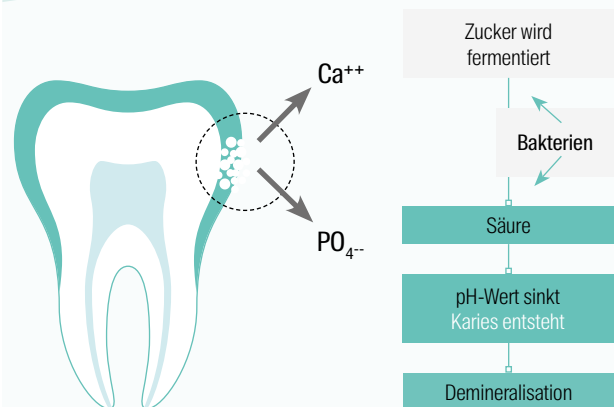 Ca⁺⁺
PO₄--
Zucker wird
fermentiert
Bakterien
Säure
pH-Wert sinkt
Karies entsteht
Demineralisation